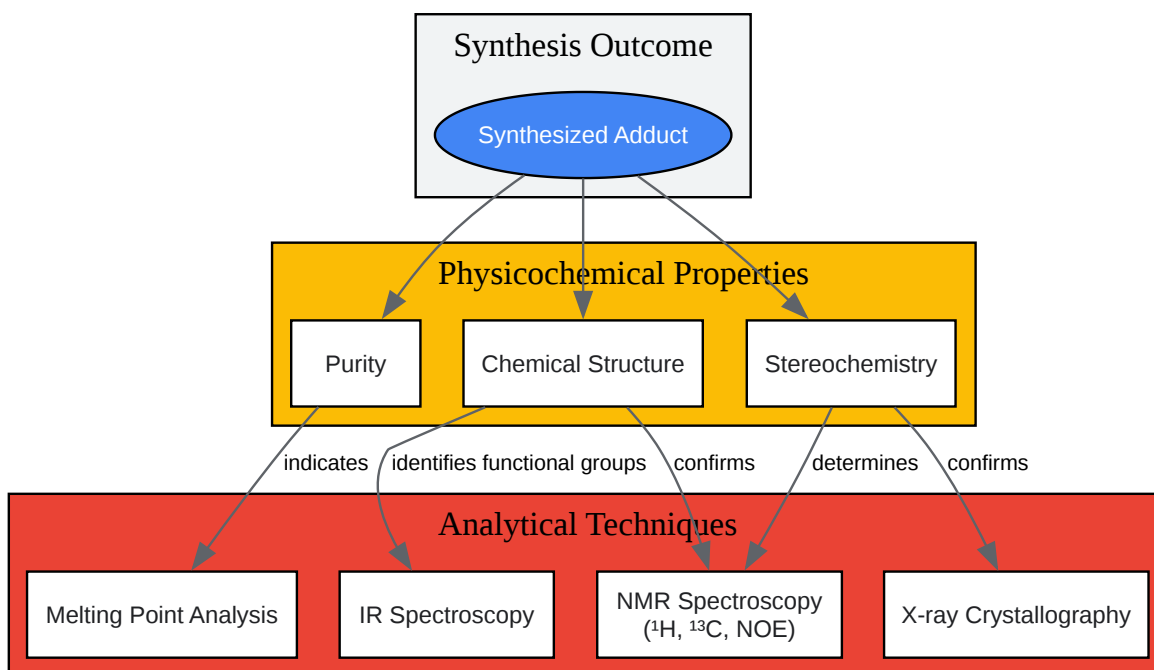 Synthesis Outcome
Synthesized Adduct
Physicochemical Properties
Purity
Chemical Structure
Stereochemistry
indicates
identifies functional groups
confirms
determines
confirms
Analytical Techniques
Melting Point Analysis
IR Spectroscopy
NMR Spectroscopy
(¹H, ¹³C, NOE)
X-ray Crystallography